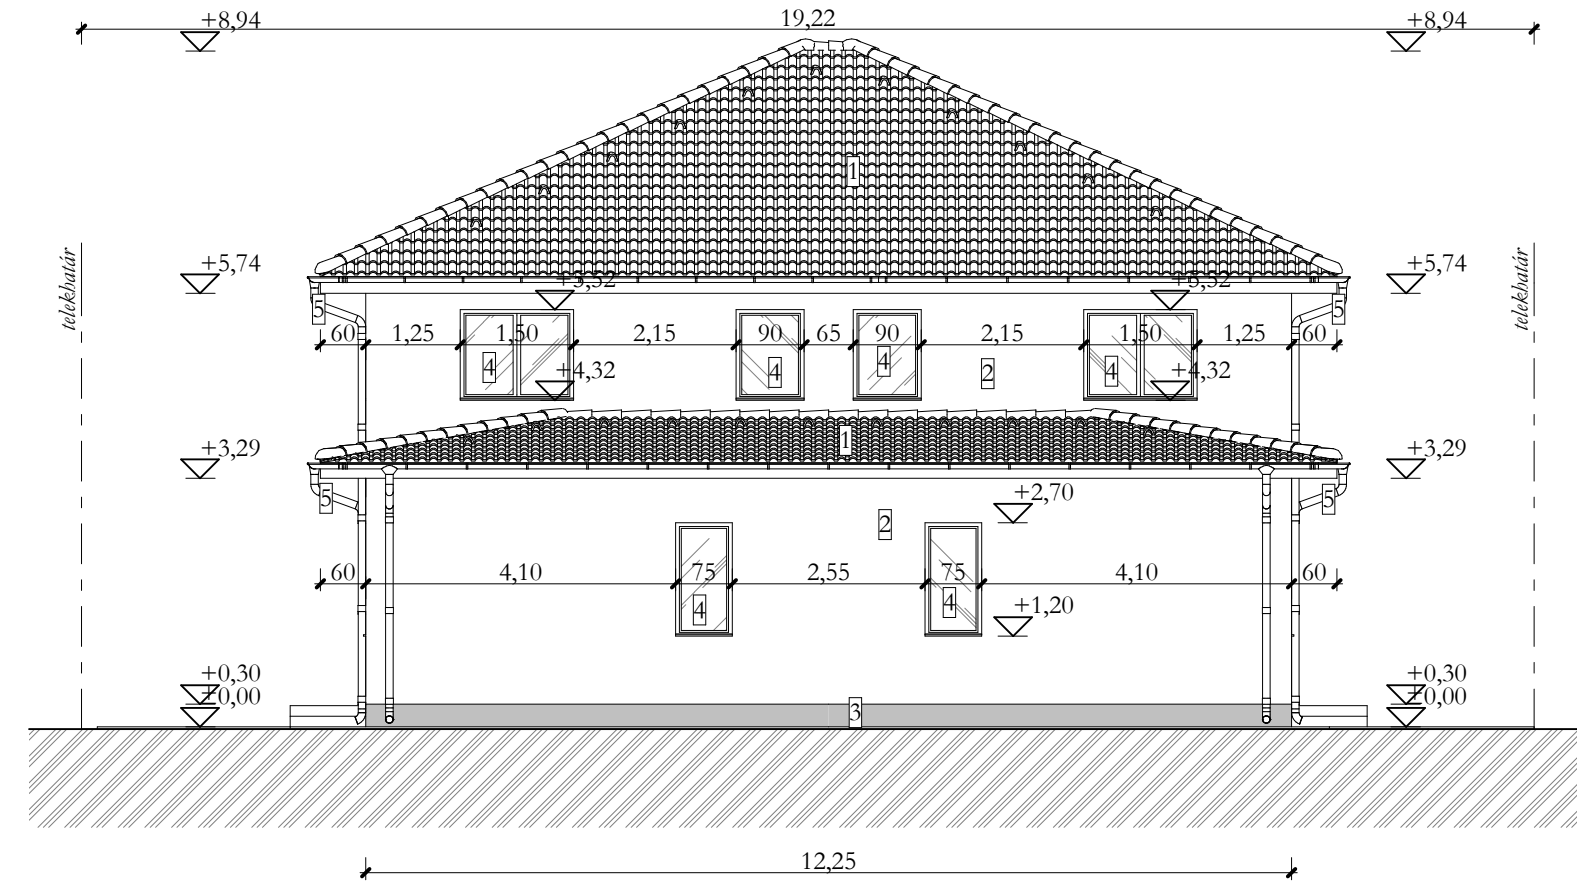 +8,94 19,22 +8,94
1
telekhatár +5,74 +5,74 telekhatár
+5,52 +5,52
5 5
60 1,25 1,50 2,15 90 65 90 2,15 1,50 1,25 60
4 4 4 2 4
+4,32 +4,32
+3,29 1 +3,29
5 +2,70 5
2
60 4,10 75 2,55 75 4,10 60
4 4 +1,20
+0,30 +0,30
+0,00 +0,00
3
12,25